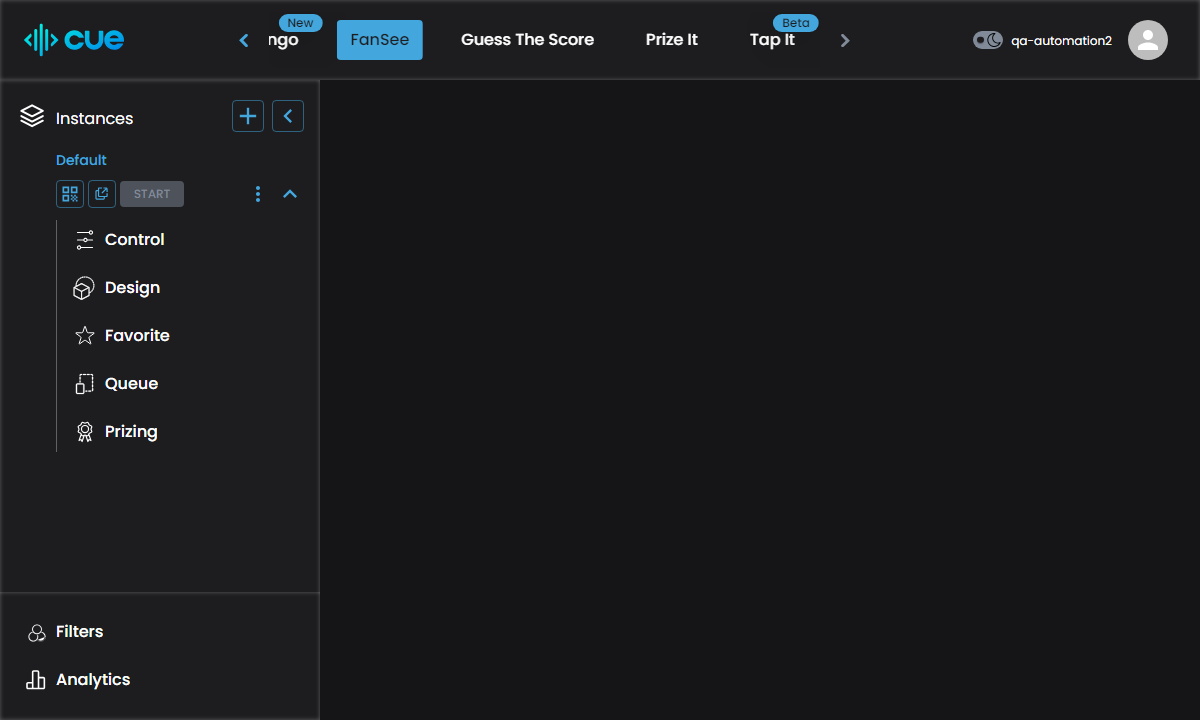 cue
New
ngo
FanSee
Guess The Score
Prize It
Beta
Tap It
qa-automation2
Instances
Default
START
Control
Design
Favorite
Queue
Prizing
Filters
Analytics